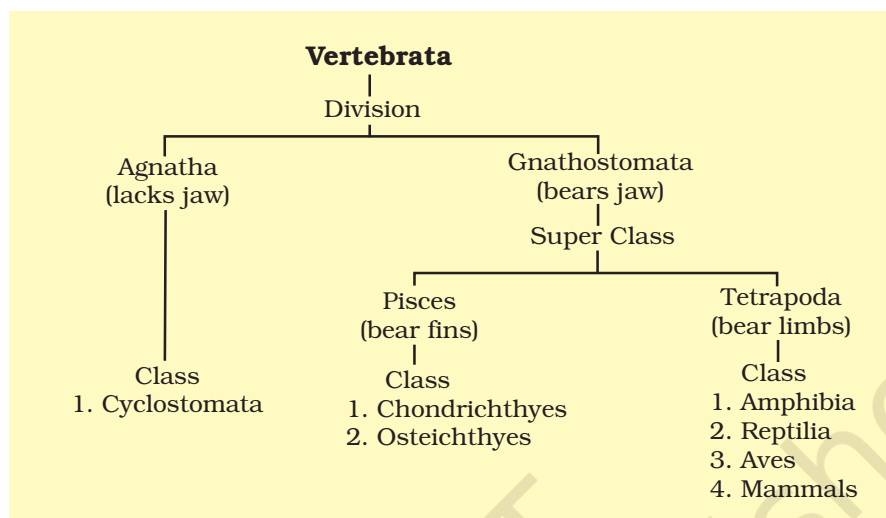 Vertebrata
Division
Agnatha
(lacks jaw)
Gnathostomata
(bears jaw)
Super Class
Pisces
(bear fins)
Tetrapoda
(bear limbs)
Class
1. Cyclostomata
Class
1. Chondrichthyes
2. Osteichthyes
Class
1. Amphibia
2. Reptilia
3. Aves
4. Mammals